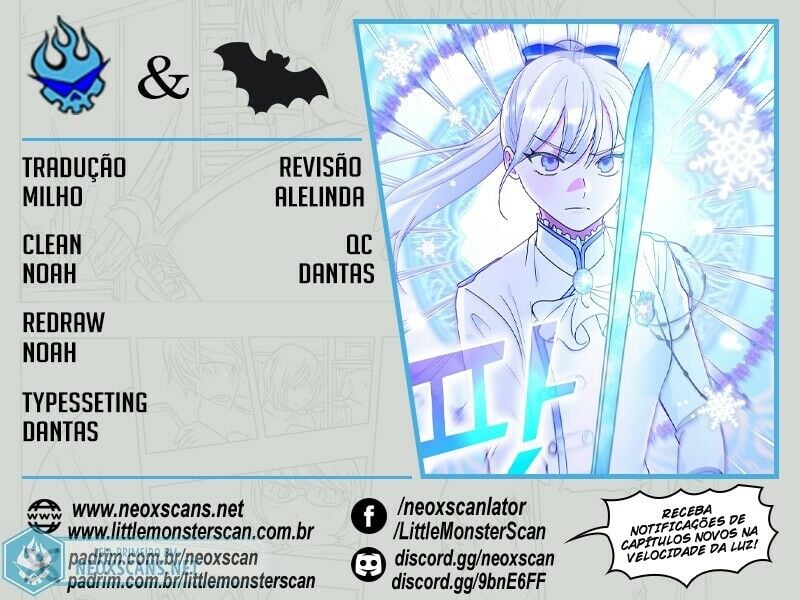 &
TRADUÇÃO
MILHO
REVISÃO
ALELINDA
CLEAN
NOAH
QC
DANTAS
REDRAW
NOAH
TYPESSETING
DANTAS
www.neoxscans.net
www.littlemonsterscan.com.br
padrim.com.br/neoxscan
padrim.com.br/littlemonsterscan
NEOXSCANS.NET
/neoxscanlator
/LittleMonsterScan
discord.gg/neoxscan
discord.gg/9bnE6FF
RECEBA
NOTIFICAÇÕES DE
CAPÍTULOS NOVOS NA
VELOCIDADE DA LUZ!